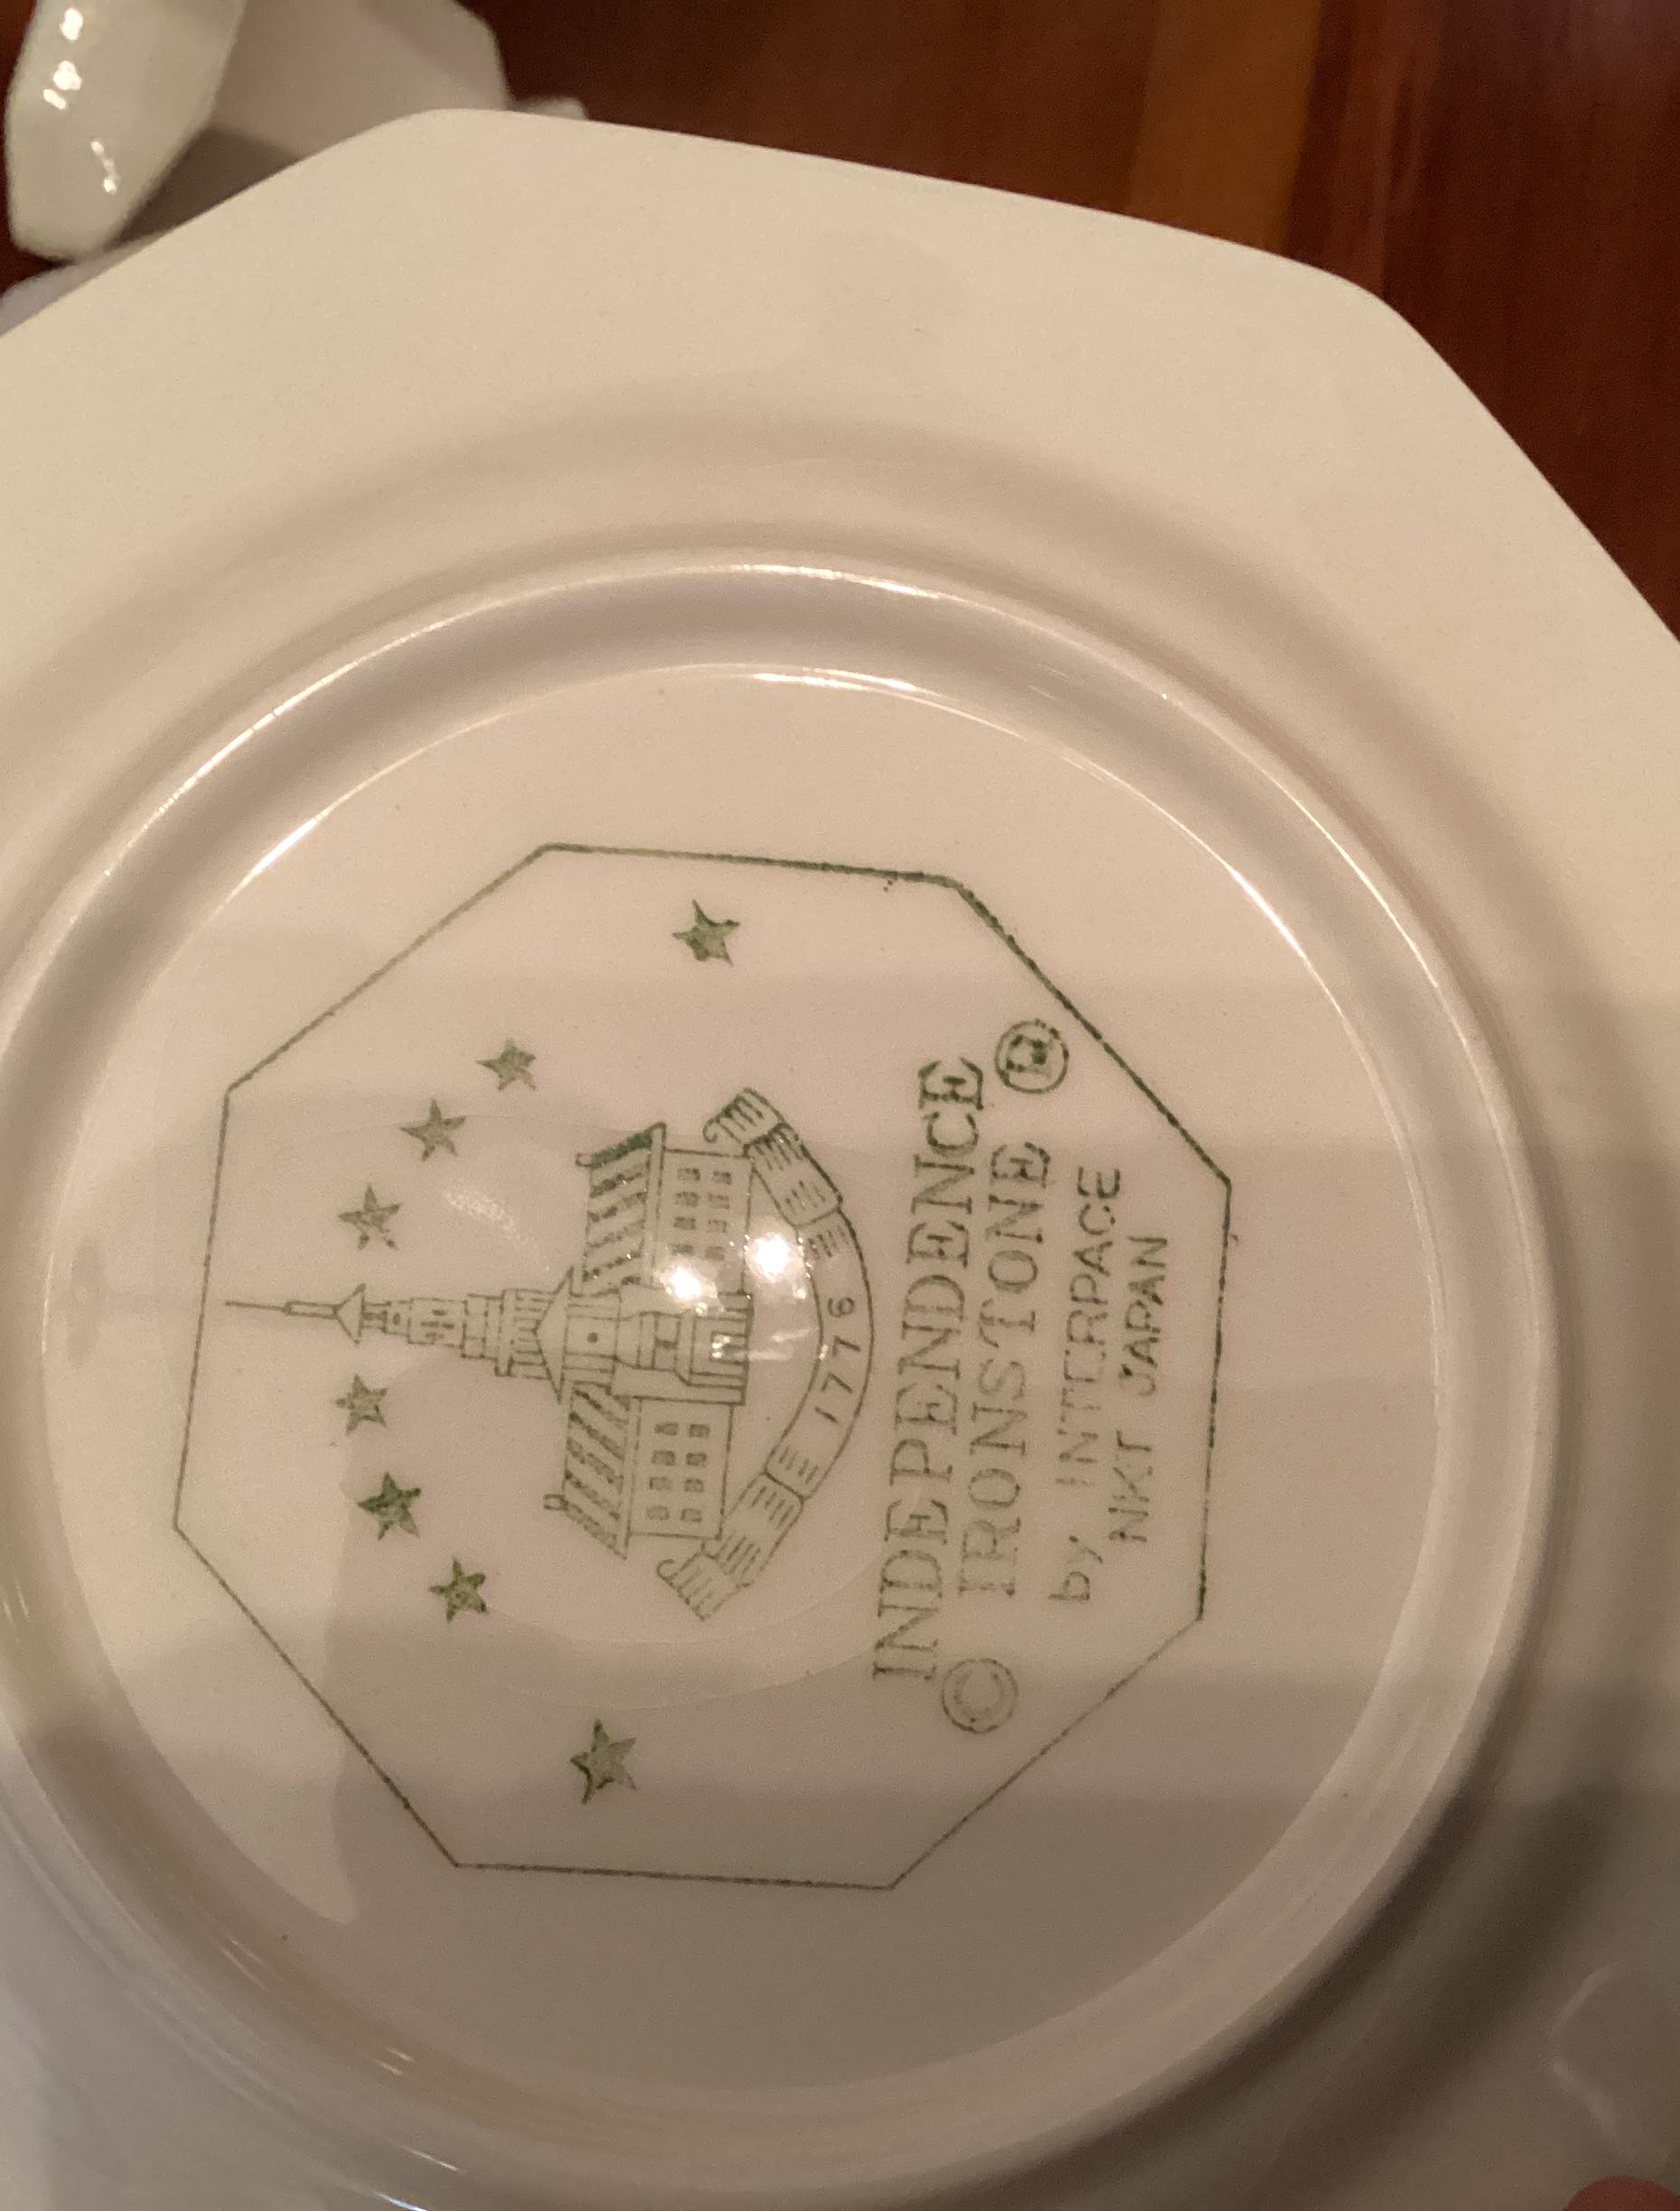 1776
INDEPENDENCE
© IRONSTONE ®
by INTERPACE
NKT JAPAN